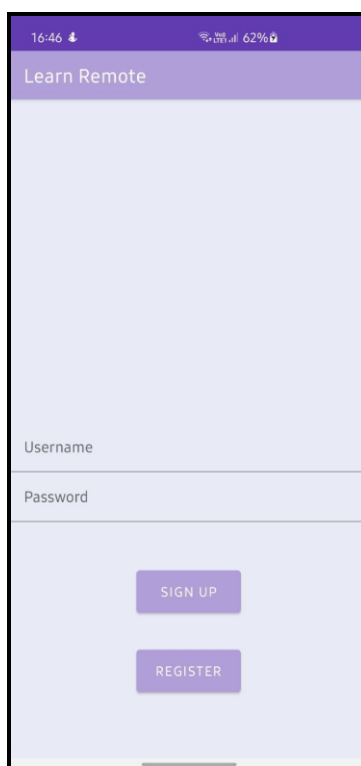 16:46 62%
Learn Remote
Username
Password
SIGN UP
REGISTER